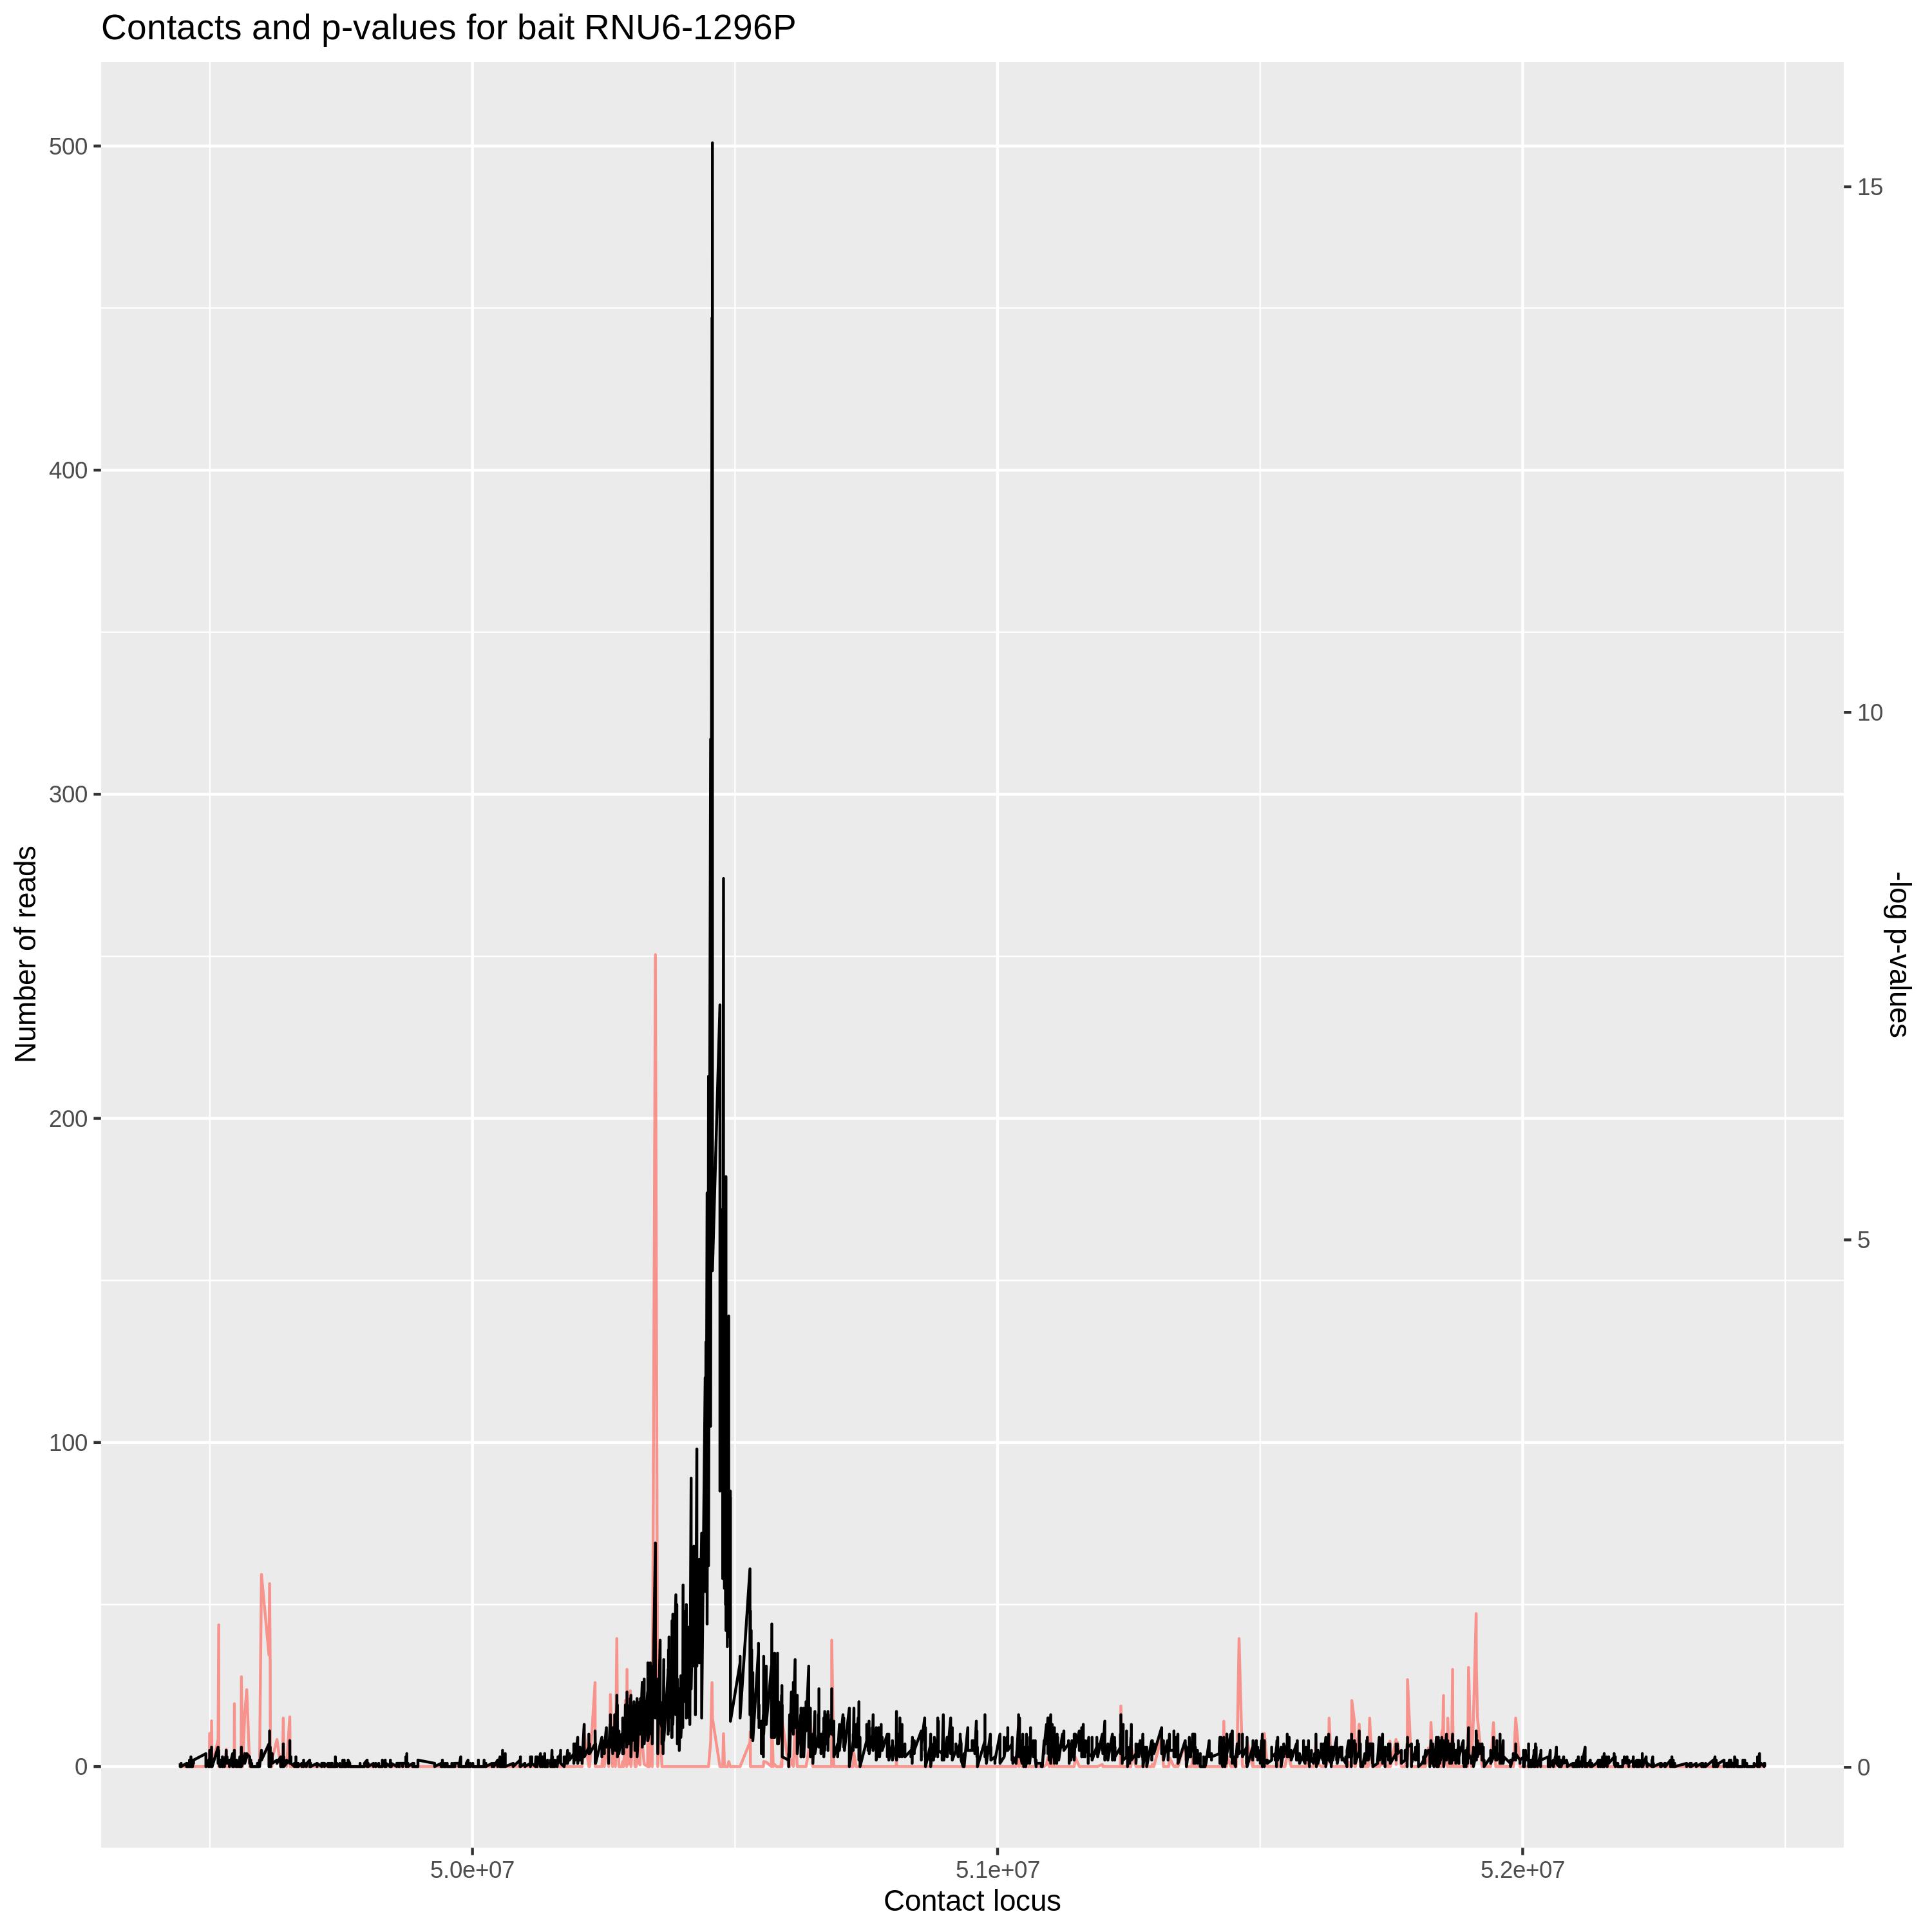 Contacts and p-values for bait RNU6-1296P
500
400
300
200
100
0
15
10
5
0
Number of reads
-log p-values
5.0e+07
5.1e+07
5.2e+07
Contact locus